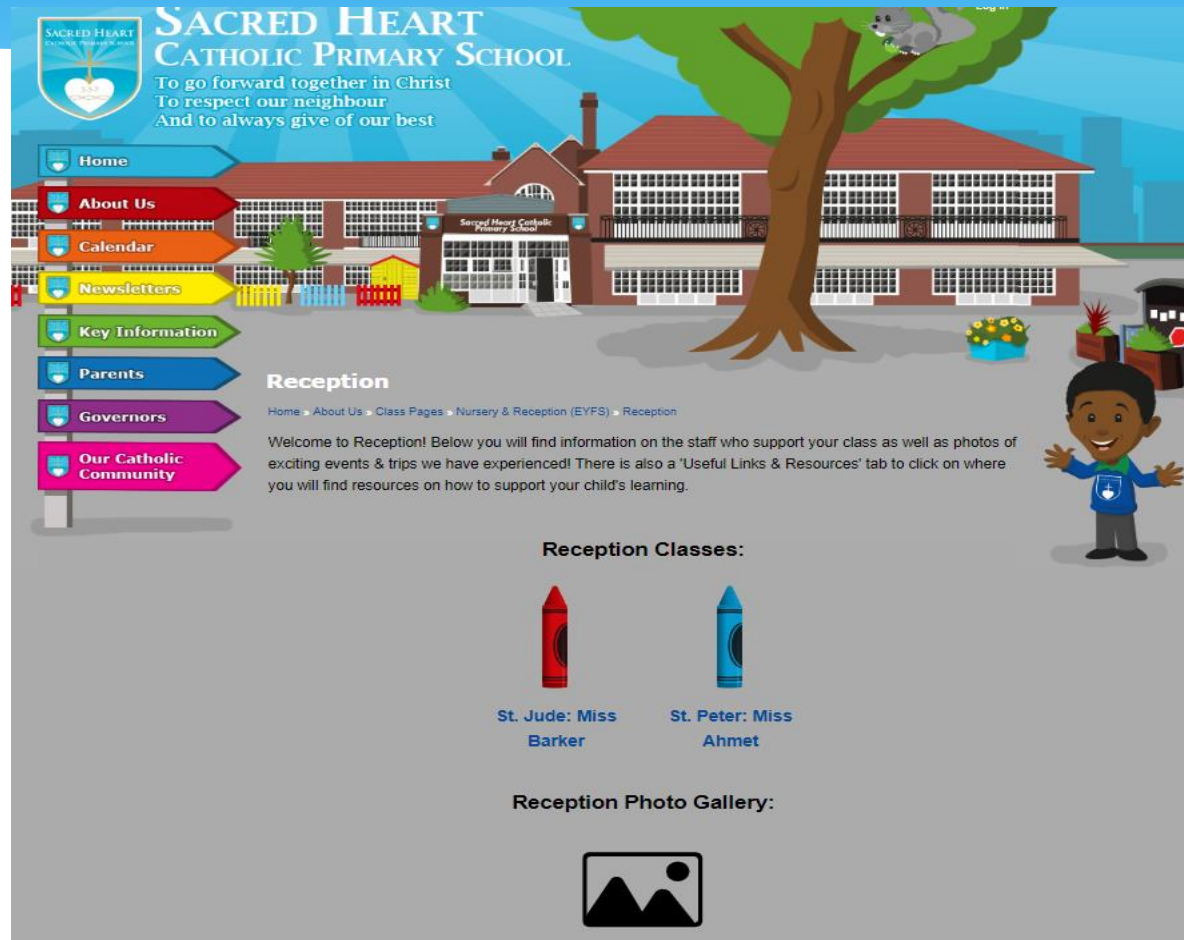 Log in
SACRED HEART
CATHOLIC PRIMARY SCHOOL
SACRED HEART
CATHOLIC PRIMARY SCHOOL
To go forward together in Christ
To respect our neighbour
And to always give of our best
Home
About Us
Calendar
Newsletters
Key Information
Parents
Governors
Our Catholic
Community
Sacred Heart Catholic
Primary School
Reception
Home » About Us » Class Pages » Nursery & Reception (EYFS) » Reception
Welcome to Reception! Below you will find information on the staff who support your class as well as photos of
exciting events & trips we have experienced! There is also a 'Useful Links & Resources' tab to click on where
you will find resources on how to support your child's learning.
Reception Classes:
St. Jude: Miss
Barker
St. Peter: Miss
Ahmet
Reception Photo Gallery: